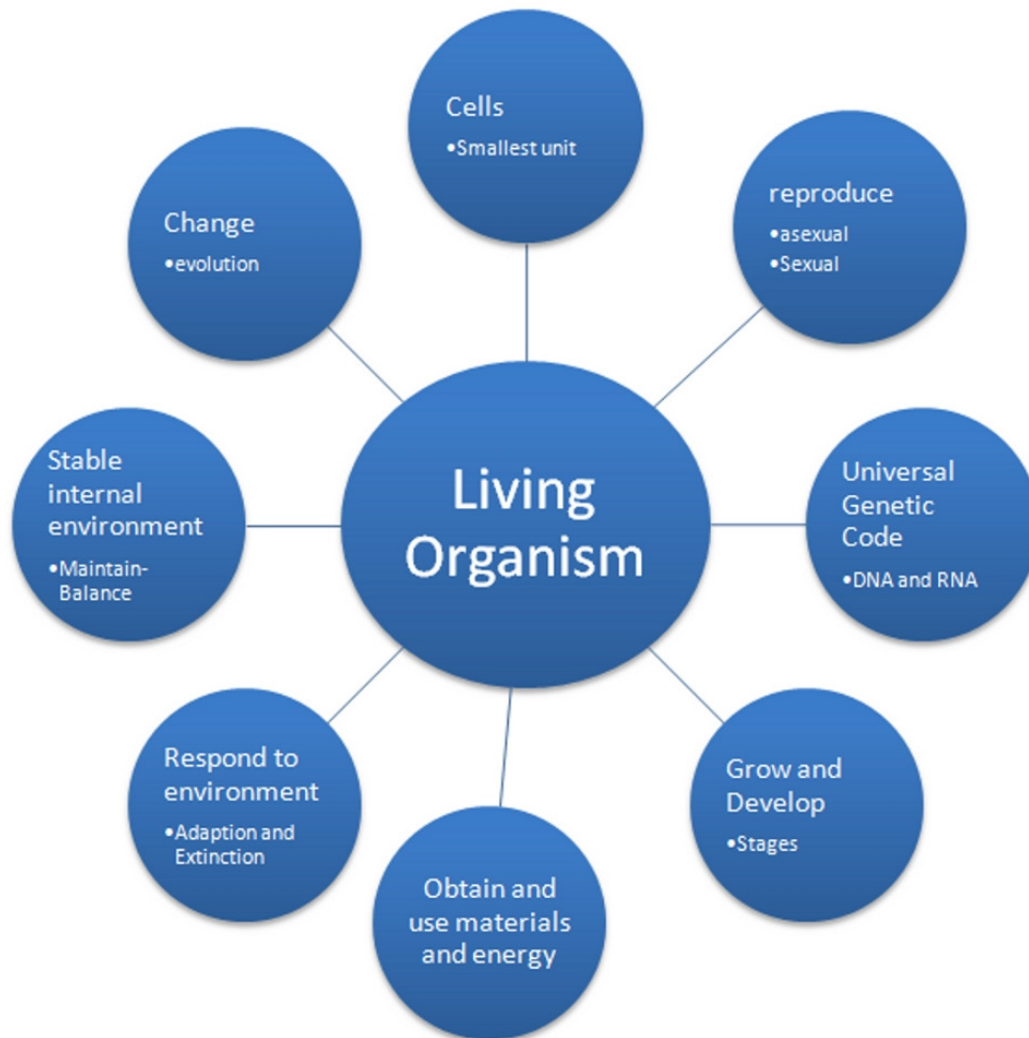 Cells
•Smallest unit
reproduce
•asexual
•Sexual
Universal
Genetic
Code
•DNA and RNA
Grow and
Develop
•Stages
Obtain and
use materials
and energy
Respond to
environment
•Adaption and
Extinction
Stable
internal
environment
•Maintain-
Balance
Change
•evolution
Living
Organism